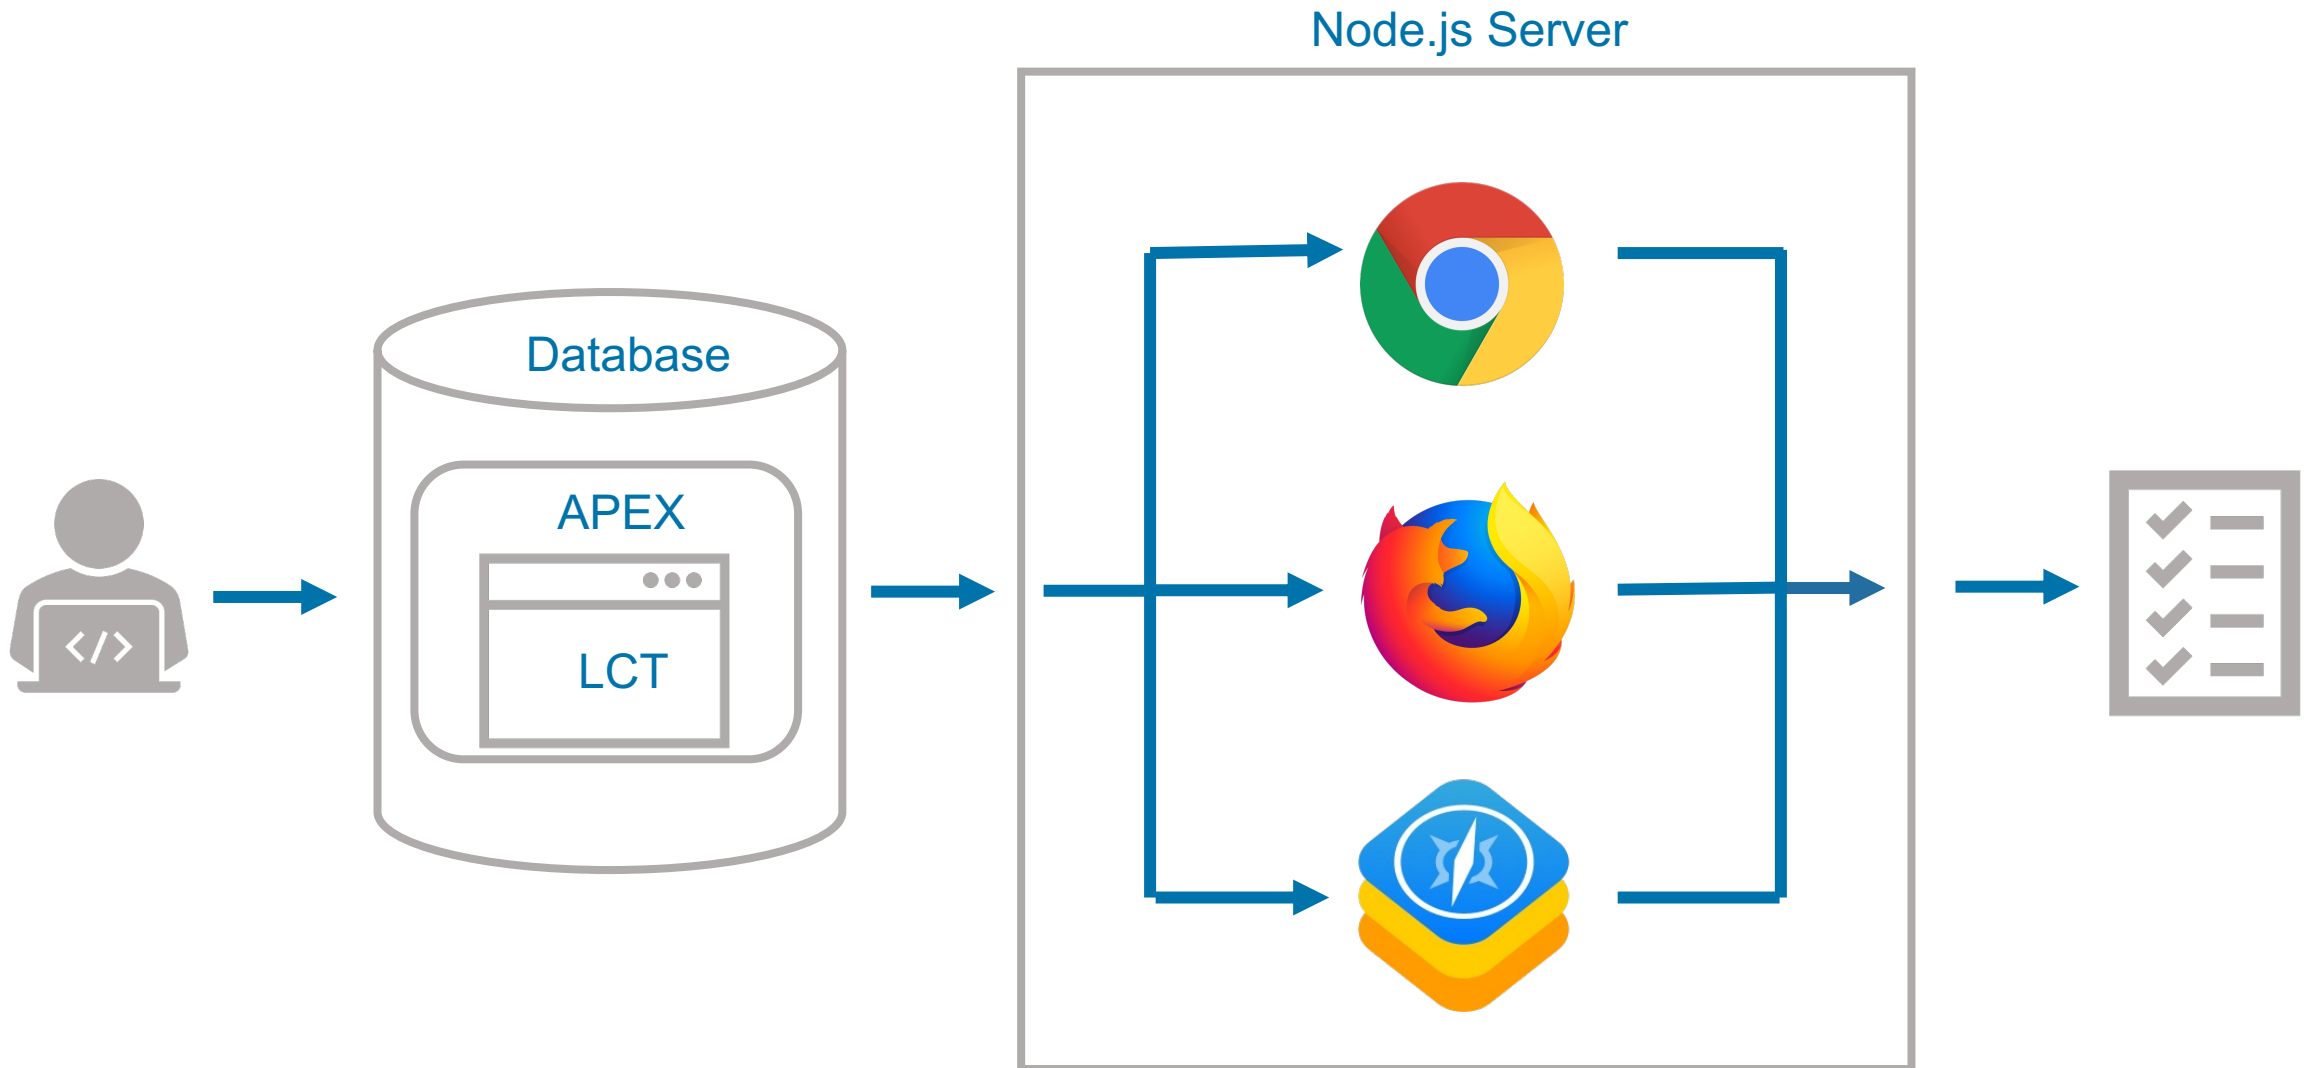 Node.js Server
Database
APEX
LCT
</>